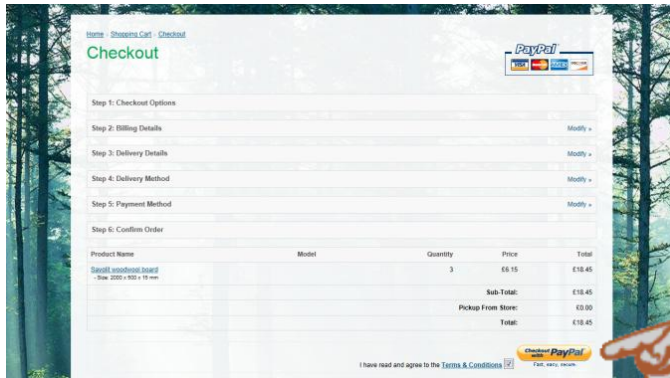 Home » Shopping Cart » Checkout
Checkout
PayPal
VISA
Step 1: Checkout Options
Step 2: Billing Details
Modify »
Step 3: Delivery Details
Modify »
Step 4: Delivery Method
Modify »
Step 5: Payment Method
Modify »
Step 6: Confirm Order
Product Name Model Quantity Price Total
woodwool board 3 £6.15 £18.45
- Size: 2000 x 500 x 15 mm
Sub-Total: £18.45
Pickup From Store: £0.00
Total: £18.45
Checkout with PayPal
I have read and agree to the Terms & Conditions
Fast, easy, secure.